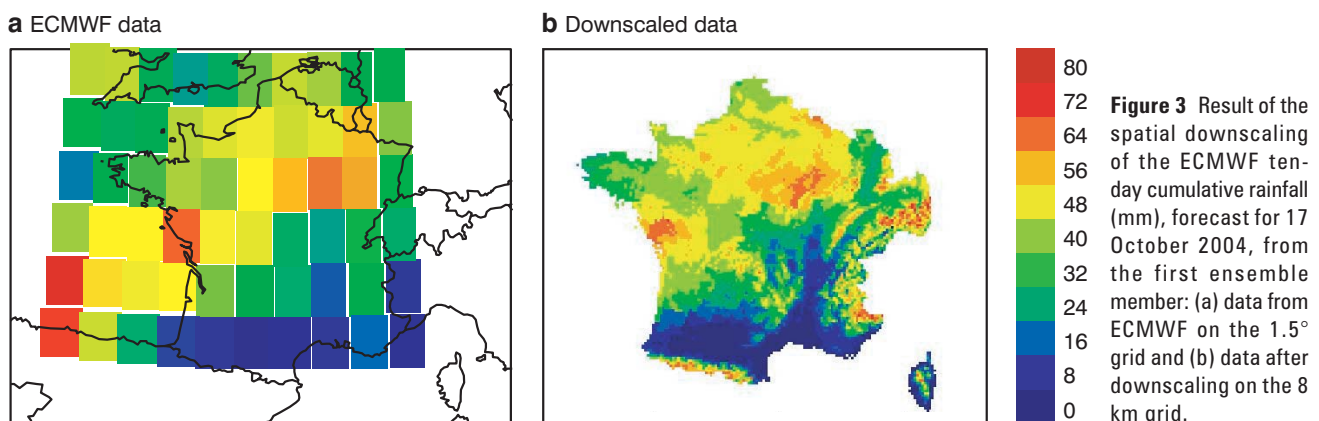 a ECMWF data
b Downscaled data
80
72
64
56
48
40
32
24
16
8
0
Figure 3 Result of the
spatial downscaling
of the ECMWF ten-
day cumulative rainfall
(mm), forecast for 17
October 2004, from
the first ensemble
member: (a) data from
ECMWF on the 1.5°
grid and (b) data after
downscaling on the 8
km grid.